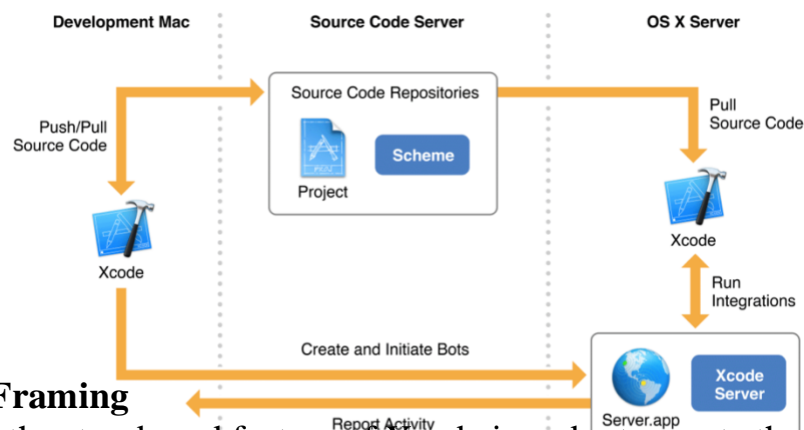 Development Mac
Source Code Server
OS X Server
Source Code Repositories
Push/Pull
Source Code
Scheme
Project
Pull
Source Code
Xcode
Xcode
Run
Integrations
Create and Initiate Bots
Framing
Report Activity
Xcode
Server
Server.app